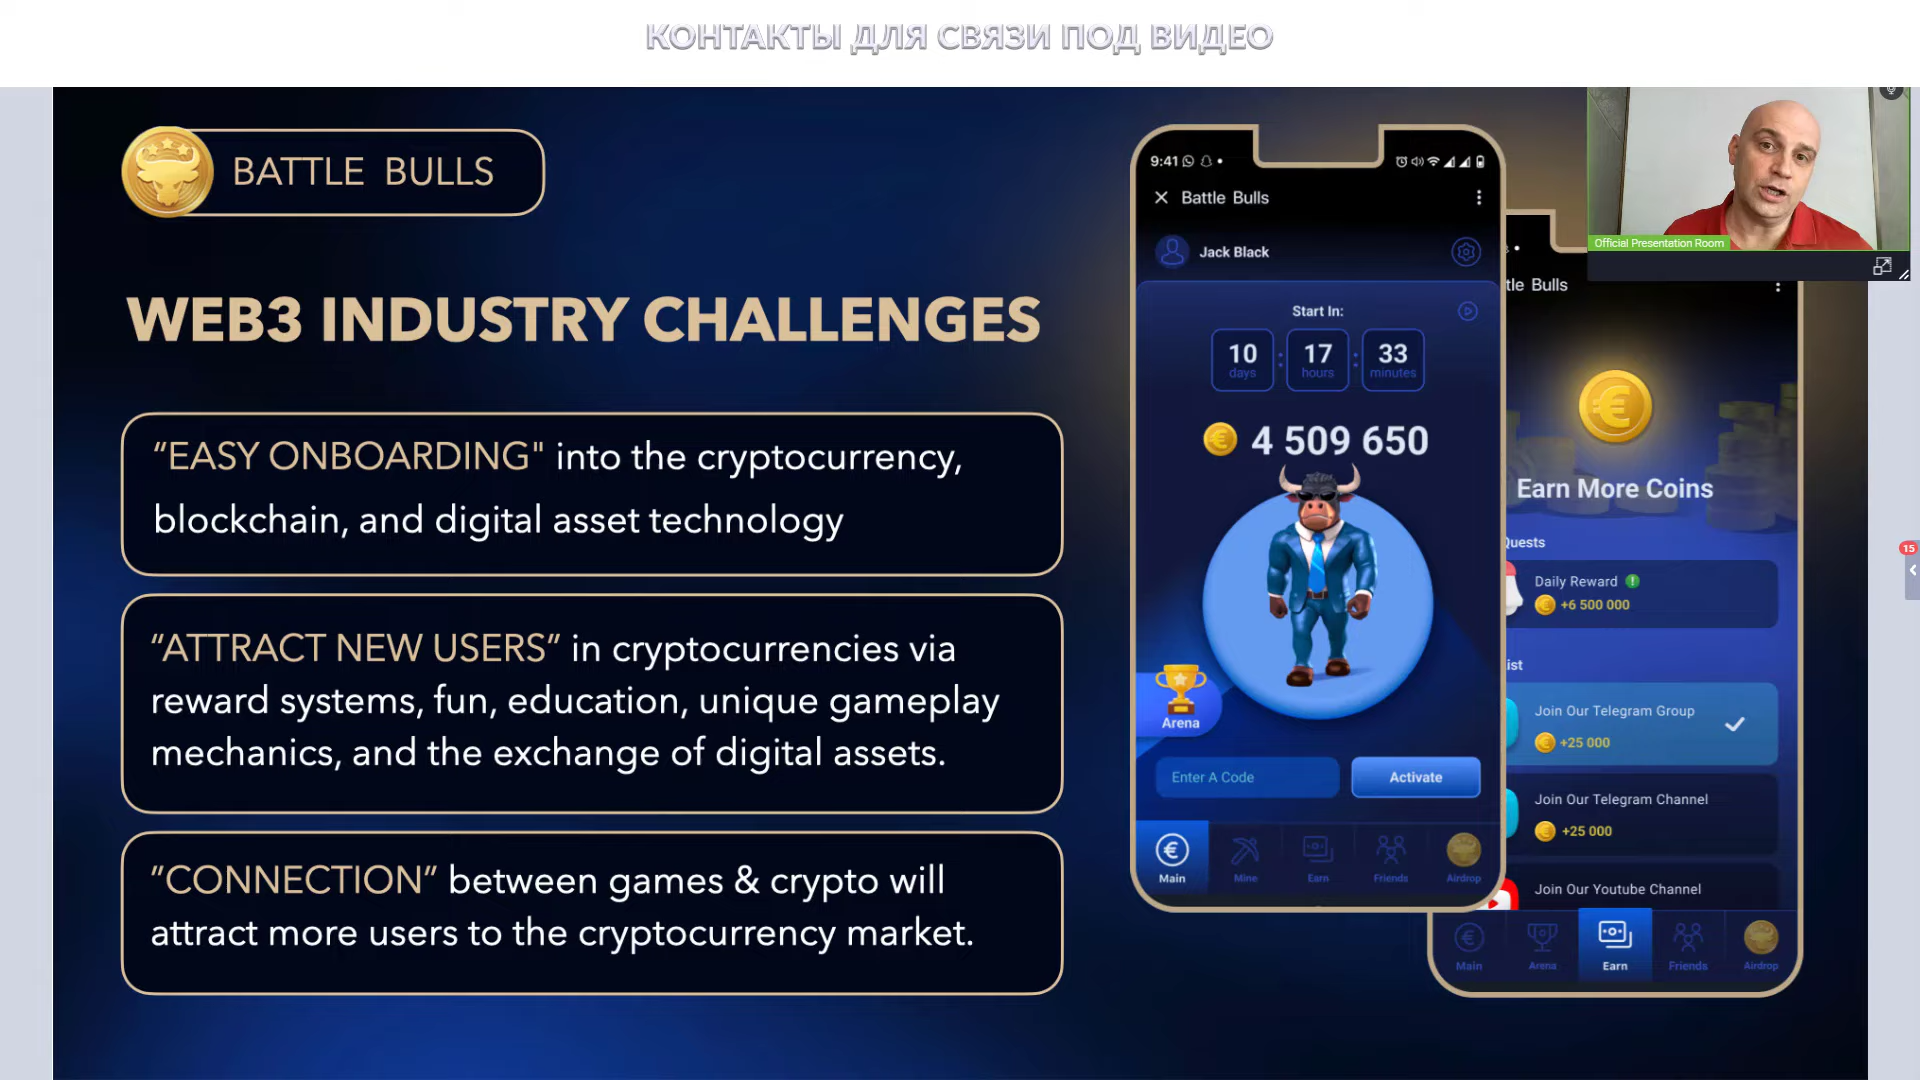 КОНТАКТЫ ДЛЯ СВЯЗИ ПОД ВИДЕО
BATTLE BULLS
WEB3 INDUSTRY CHALLENGES
“EASY ONBOARDING" into the cryptocurrency,
blockchain, and digital asset technology
“ATTRACT NEW USERS” in cryptocurrencies via
reward systems, fun, education, unique gameplay
mechanics, and the exchange of digital assets.
”CONNECTION” between games & crypto will
attract more users to the cryptocurrency market.
9:41
Battle Bulls
Jack Black
Start In:
10 : 17 : 33
days hours minutes
4 509 650
Arena
Enter A Code
Activate
Main Mine Earn Friends Airdrop
Official Presentation Room
Bulls
Earn More Coins
Daily Reward
+6 500 000
Join Our Telegram Group
+25 000
Join Our Telegram Channel
+25 000
Join Our Youtube Channel
Main Arena Earn Friends Airdrop
15